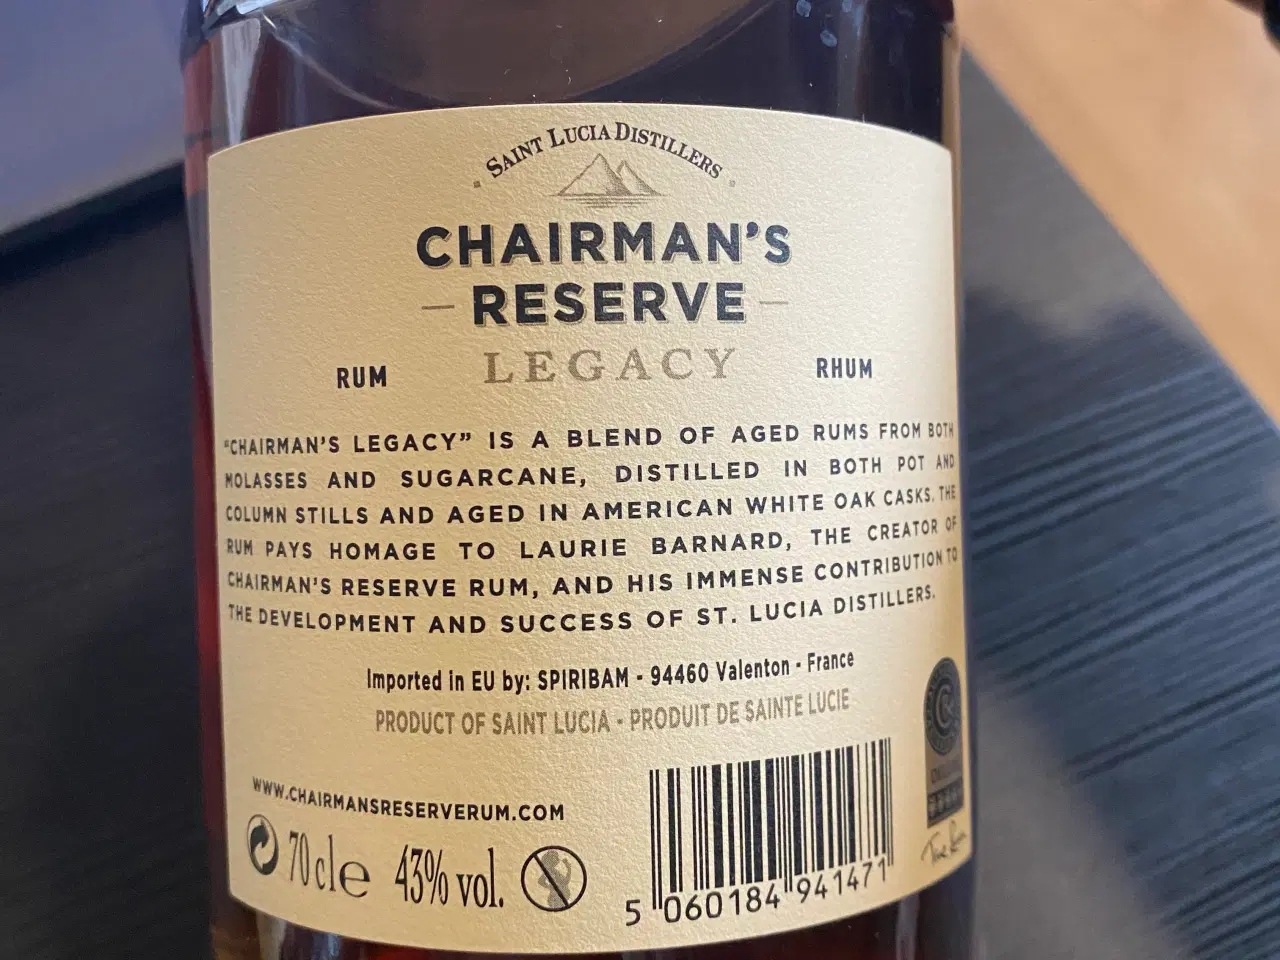 SAINT LUCIA DISTILLERS
CHAIRMAN'S
RESERVE
LEGACY
RUM
RHUM
"CHAIRMAN'S LEGACY" IS A BLEND OF AGED RUMS FROM BOTH
MOLASSES AND SUGARCANE, DISTILLED IN BOTH POT AND
COLUMN STILLS AND AGED IN AMERICAN WHITE OAK CASKS. THE
RUM PAYS HOMAGE TO LAURIE BARNARD, THE CREATOR OF
CHAIRMAN'S RESERVE RUM, AND HIS IMMENSE CONTRIBUTION TO
THE DEVELOPMENT AND SUCCESS OF ST. LUCIA DISTILLERS.
Imported in EU by: SPIRIBAM - 94460 Valenton - France
PRODUCT OF SAINT LUCIA - PRODUIT DE SAINTE LUCIE
WWW.CHAIRMANSRESERVERUM.COM
70 cl e 43% vol.
5 060184 941471